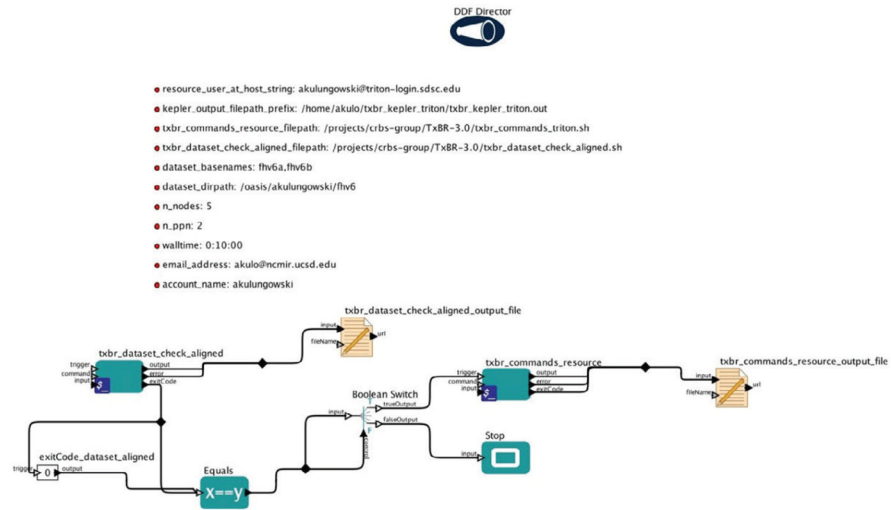 DDF Director
resource_user_at_host_string: akulungowski@triton-login.sdsc.edu
kepler_output_filepath_prefix: /home/akulo/txbr_kepler_triton/txbr_kepler_triton.out
txbr_commands_resource_filepath: /projects/crbs-group/TxBR-3.0/txbr_commands_triton.sh
txbr_dataset_check_aligned_filepath: /projects/crbs-group/TxBR-3.0/txbr_dataset_check_aligned.sh
dataset_basenames: fhv6a,fhv6b
dataset_dirpath: /oasis/akulungowski/fhv6
n_nodes: 5
n_ppn: 2
walltime: 0:10:00
email_address: akulo@ncmir.ucsd.edu
account_name: akulungowski
txbr_dataset_check_aligned_output_file
input
fileName
url
txbr_dataset_check_aligned
trigger
command
input
$_
output
error
exitCode
txbr_commands_resource
trigger
command
input
$_
output
error
exitCode
txbr_commands_resource_output_file
input
fileName
url
Boolean Switch
input
T
trueOutput
F
falseOutput
control
Stop
input
exitCode_dataset_aligned
trigger
0
output
Equals
x==y